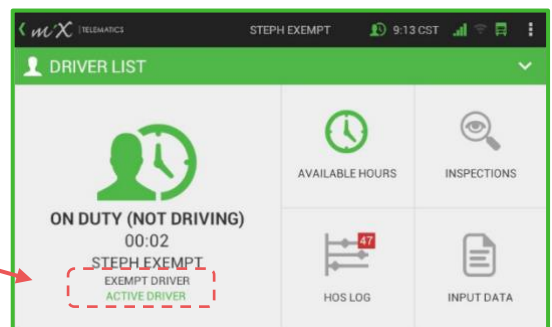 mix TELEMATICS STEPH EXEMPT 9:13 CST
DRIVER LIST
ON DUTY (NOT DRIVING)
00:02
STEPH EXEMPT
EXEMPT DRIVER
ACTIVE DRIVER
AVAILABLE HOURS
INSPECTIONS
47
HOS LOG
INPUT DATA